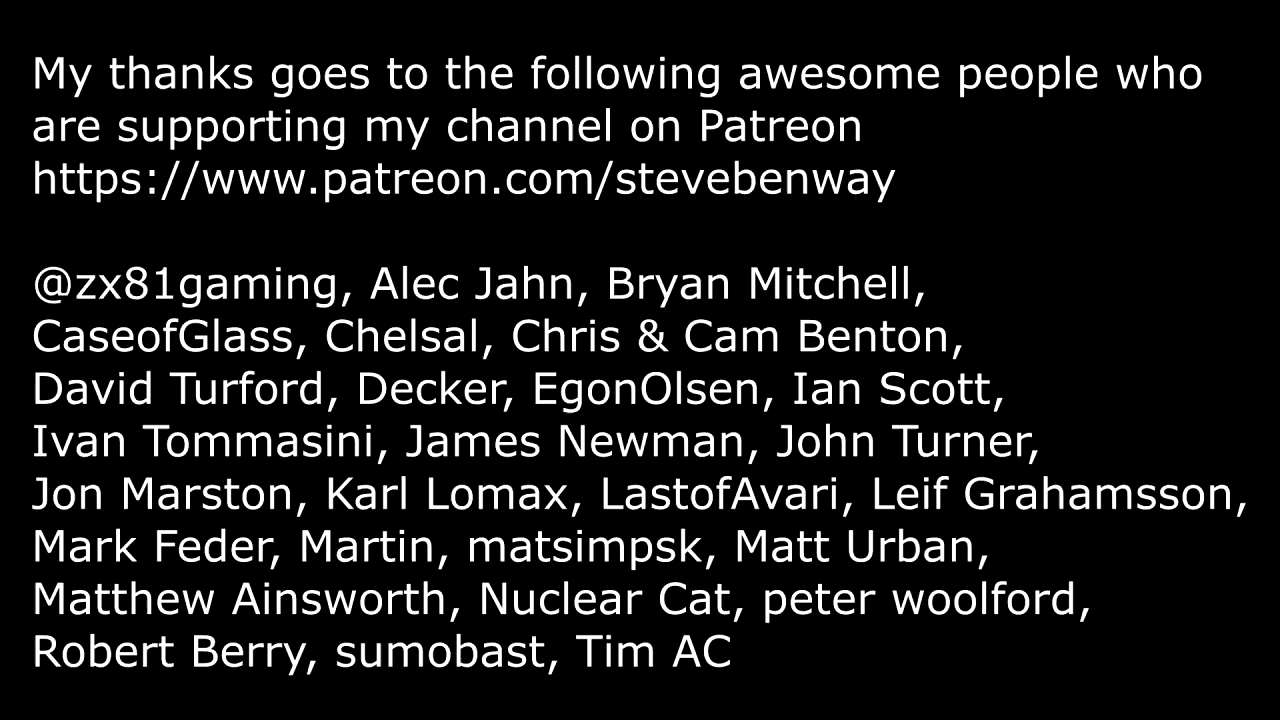 My thanks goes to the following awesome people who
are supporting my channel on Patreon
https://www.patreon.com/stevebenway
@zx81gaming, Alec Jahn, Bryan Mitchell,
CaseofGlass, Chelsal, Chris & Cam Benton,
David Turford, Decker, EgonOlsen, Ian Scott,
Ivan Tommasini, James Newman, John Turner,
Jon Marston, Karl Lomax, LastofAvari, Leif Grahamsson,
Mark Feder, Martin, matsimpsk, Matt Urban,
Matthew Ainsworth, Nuclear Cat, peter woolford,
Robert Berry, sumobast, Tim AC